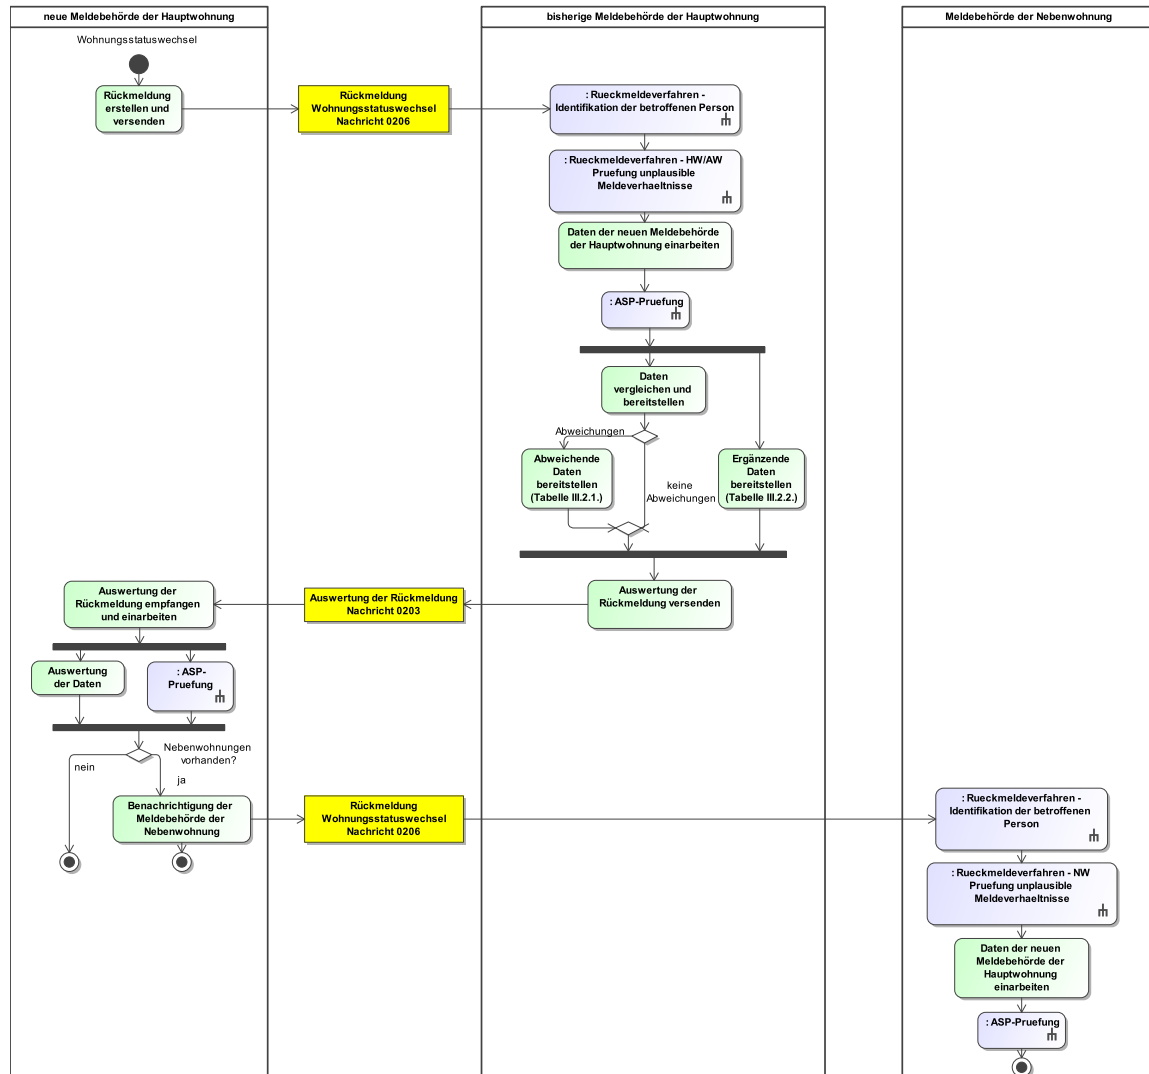 neue Meldebehörde der Hauptwohnung
bisherige Meldebehörde der Hauptwohnung
Meldebehörde der Nebenwohnung
Wohnungsstatuswechsel
Rückmeldung
erstellen und
versenden
Rückmeldung
Wohnungsstatuswechsel
Nachricht 0206
: Rueckmeldeverfahren -
Identifikation der betroffenen Person
: Rueckmeldeverfahren - HW/AW
Pruefung unplausible
Meldeverhaeltnisse
Daten der neuen Meldebehörde
der Hauptwohnung einarbeiten
: ASP-Pruefung
Daten
vergleichen und
bereitstellen
Abweichungen
Abweichende
Daten
bereitstellen
(Tabelle III.2.1.)
keine
Abweichungen
Ergänzende
Daten
bereitstellen
(Tabelle III.2.2.)
Auswertung der
Rückmeldung versenden
Auswertung der Rückmeldung
Nachricht 0203
Auswertung der
Rückmeldung empfangen
und einarbeiten
Auswertung
der Daten
: ASP-
Pruefung
Nebenwohnungen
vorhanden?
nein
ja
Benachrichtigung der
Meldebehörde der
Nebenwohnung
Rückmeldung
Wohnungsstatuswechsel
Nachricht 0206
: Rueckmeldeverfahren -
Identifikation der betroffenen
Person
: Rueckmeldeverfahren - NW
Pruefung unplausible
Meldeverhaeltnisse
Daten der neuen
Meldebehörde der
Hauptwohnung
einarbeiten
: ASP-Pruefung